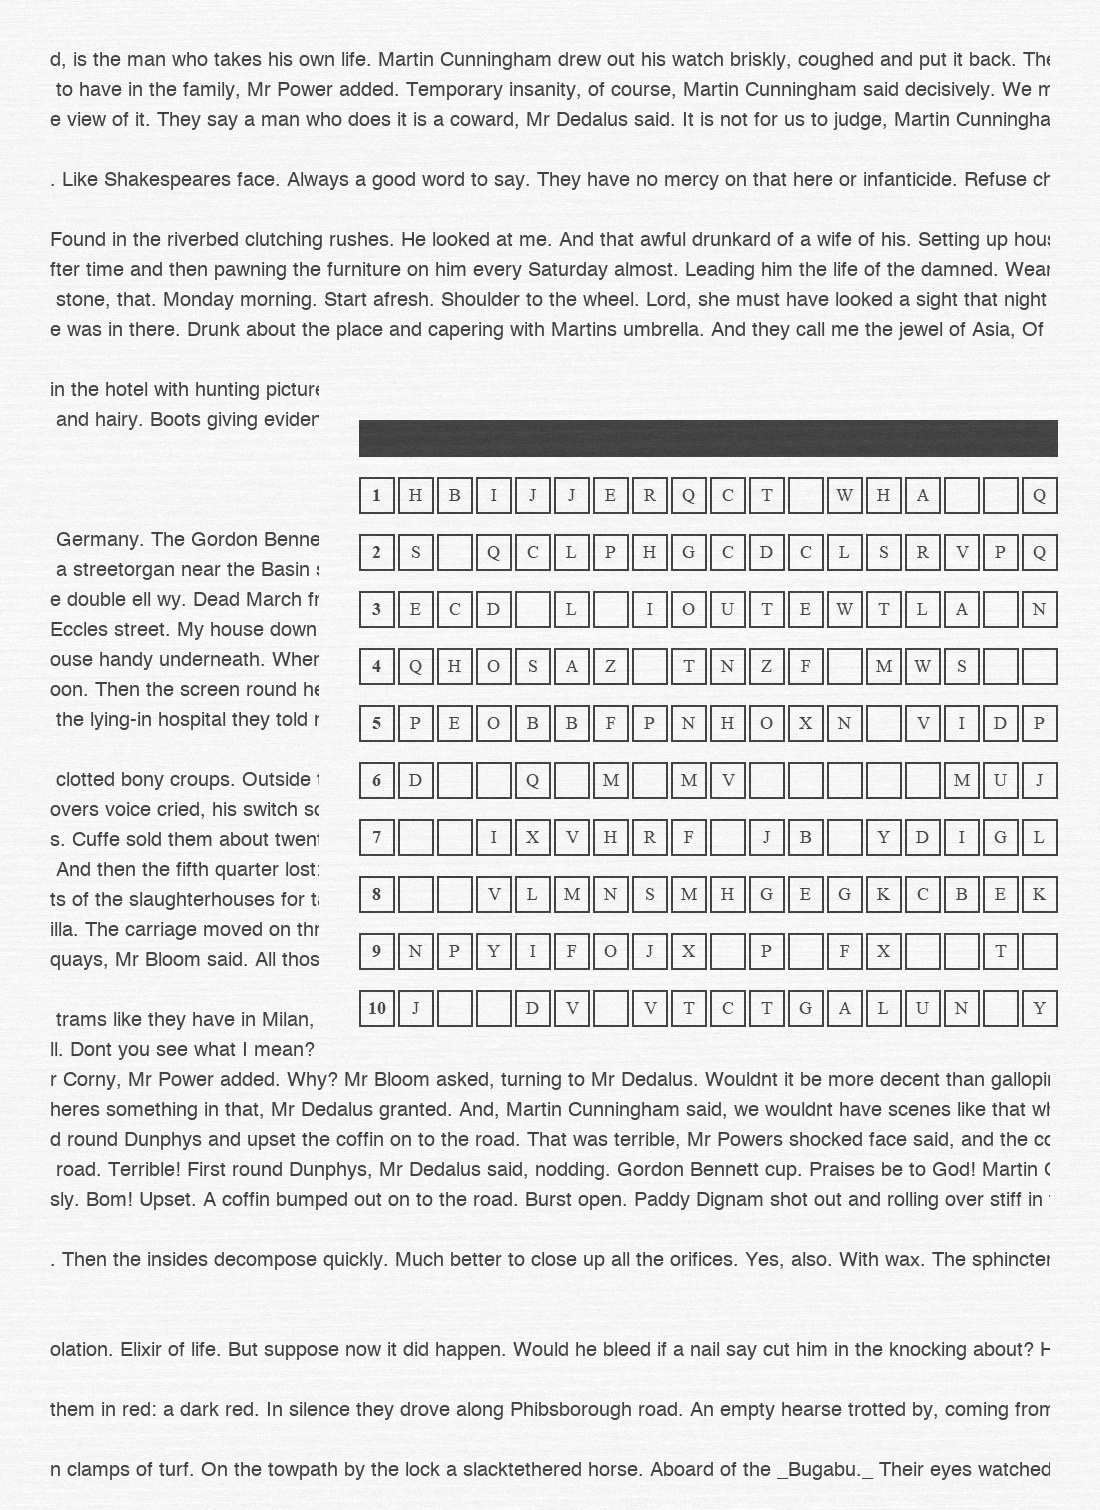 d, is the man who takes his own life. Martin Cunningham drew out his watch briskly, coughed and put it back. The
to have in the family, Mr Power added. Temporary insanity, of course, Martin Cunningham said decisively. We m
e view of it. They say a man who does it is a coward, Mr Dedalus said. It is not for us to judge, Martin Cunningha
. Like Shakespeares face. Always a good word to say. They have no mercy on that here or infanticide. Refuse ch
Found in the riverbed clutching rushes. He looked at me. And that awful drunkard of a wife of his. Setting up hous
fter time and then pawning the furniture on him every Saturday almost. Leading him the life of the damned. Wear
stone, that. Monday morning. Start afresh. Shoulder to the wheel. Lord, she must have looked a sight that night
e was in there. Drunk about the place and capering with Martins umbrella. And they call me the jewel of Asia, Of
in the hotel with hunting picture
and hairy. Boots giving eviden
Germany. The Gordon Benne
a streetorgan near the Basin
e double ell wy. Dead March fr
Eccles street. My house down
ouse handy underneath. When
oon. Then the screen round he
the lying-in hospital they told
clotted bony croups. Outside
overs voice cried, his switch so
s. Cuffe sold them about twent
And then the fifth quarter lost:
ts of the slaughterhouses for ta
illa. The carriage moved on thr
quays, Mr Bloom said. All thos
trams like they have in Milan,
ll. Dont you see what I mean?
1 H B I J J E R Q C T W H A Q
2 S Q C L P H G C D C L S R V P Q
3 E C D L I O U T E W T L A N
4 Q H O S A Z T N Z F M W S
5 P E O B B F P N H O X N V I D P
6 D Q M M V M U J
7 I X V H R F J B Y D I G L
8 V L M N S M H G E G K C B E K
9 N P Y I F O J X P F X T
10 J D V V T C T G A L U N Y
r Corny, Mr Power added. Why? Mr Bloom asked, turning to Mr Dedalus. Wouldnt it be more decent than gallopin
heres something in that, Mr Dedalus granted. And, Martin Cunningham said, we wouldnt have scenes like that wh
d round Dunphys and upset the coffin on to the road. That was terrible, Mr Powers shocked face said, and the co
road. Terrible! First round Dunphys, Mr Dedalus said, nodding. Gordon Bennett cup. Praises be to God! Martin C
sly. Bom! Upset. A coffin bumped out on to the road. Burst open. Paddy Dignam shot out and rolling over stiff in
. Then the insides decompose quickly. Much better to close up all the orifices. Yes, also. With wax. The sphincter
olation. Elixir of life. But suppose now it did happen. Would he bleed if a nail say cut him in the knocking about? H
them in red: a dark red. In silence they drove along Phibsborough road. An empty hearse trotted by, coming from
n clamps of turf. On the towpath by the lock a slacktethered horse. Aboard of the _Bugabu._ Their eyes watched